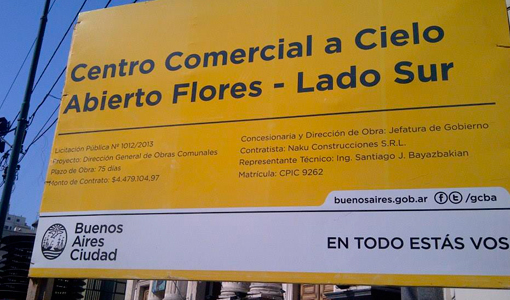 Centro Comercial a Cielo
Abierto Flores - Lado Sur
Licitación Pública Nº 1012/2013
Proyecto: Dirección General de Obras Comunales
Plazo de Obra: 75 días
Monto de Contrato: $4.479.104,97
Concesionaria y Dirección de Obra: Jefatura de Gobierno
Contratista: Naku Construcciones S.R.L.
Representante Técnico: Ing. Santiago J. Bayazbakian
Matrícula: CPIC 9262
buenosaires.gob.ar /gcba
Buenos
Aires
Ciudad
EN TODO ESTÁS VOS